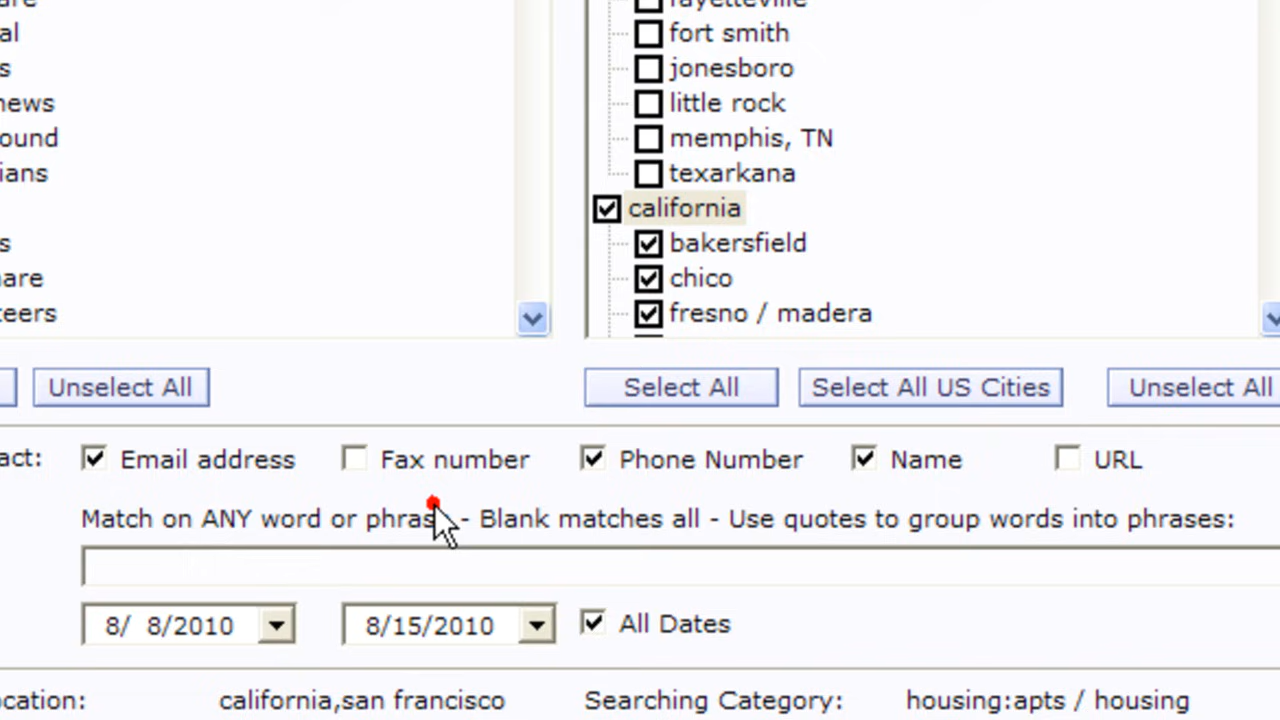 are
fayetteville
al
fort smith
s
jonesboro
news
little rock
ound
memphis, TN
ians
texarkana
california
s
bakersfield
are
chico
teers
fresno / madera
Unselect All
Select All
Select All US Cities
Unselect All
act:
Email address
Fax number
Phone Number
Name
URL
Match on ANY word or phras - Blank matches all - Use quotes to group words into phrases:
8/ 8/2010
8/15/2010
All Dates
ocation:
california,san francisco
Searching Category:
housing:apts / housing